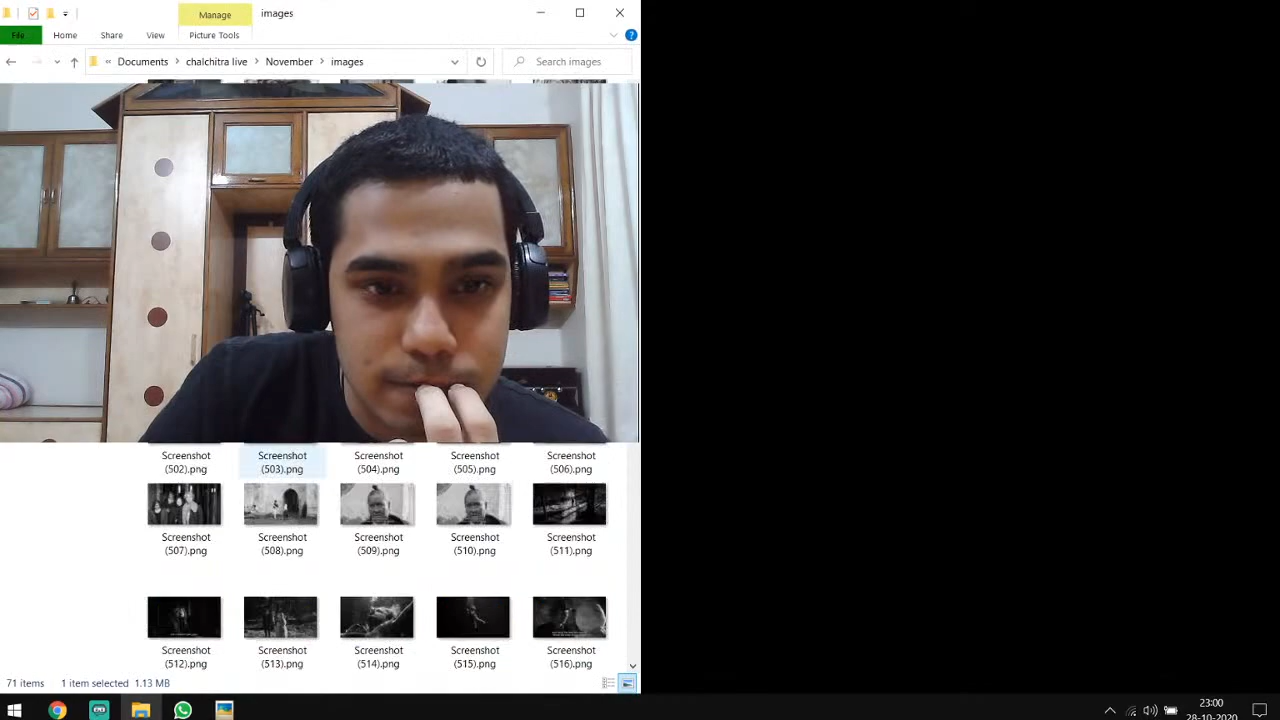 Manage
images
File
Home
Share
View
Picture Tools
« Documents > chalchitra live > November > images
Search images
Screenshot (502).png
Screenshot (503).png
Screenshot (504).png
Screenshot (505).png
Screenshot (506).png
Screenshot (507).png
Screenshot (508).png
Screenshot (509).png
Screenshot (510).png
Screenshot (511).png
Screenshot (512).png
Screenshot (513).png
Screenshot (514).png
Screenshot (515).png
Screenshot (516).png
71 items
1 item selected 1.13 MB
23:00
28-10-2020